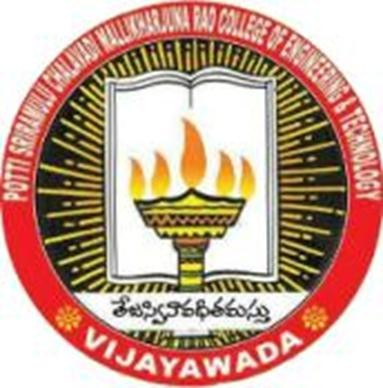 POTTI SRIRAMULU CHALAVADI MALLIKHARJUNA RAO COLLEGE OF ENGINEERING & TECHNOLOGY
తేజస్వినావధీతమస్తు
VIJAYAWADA